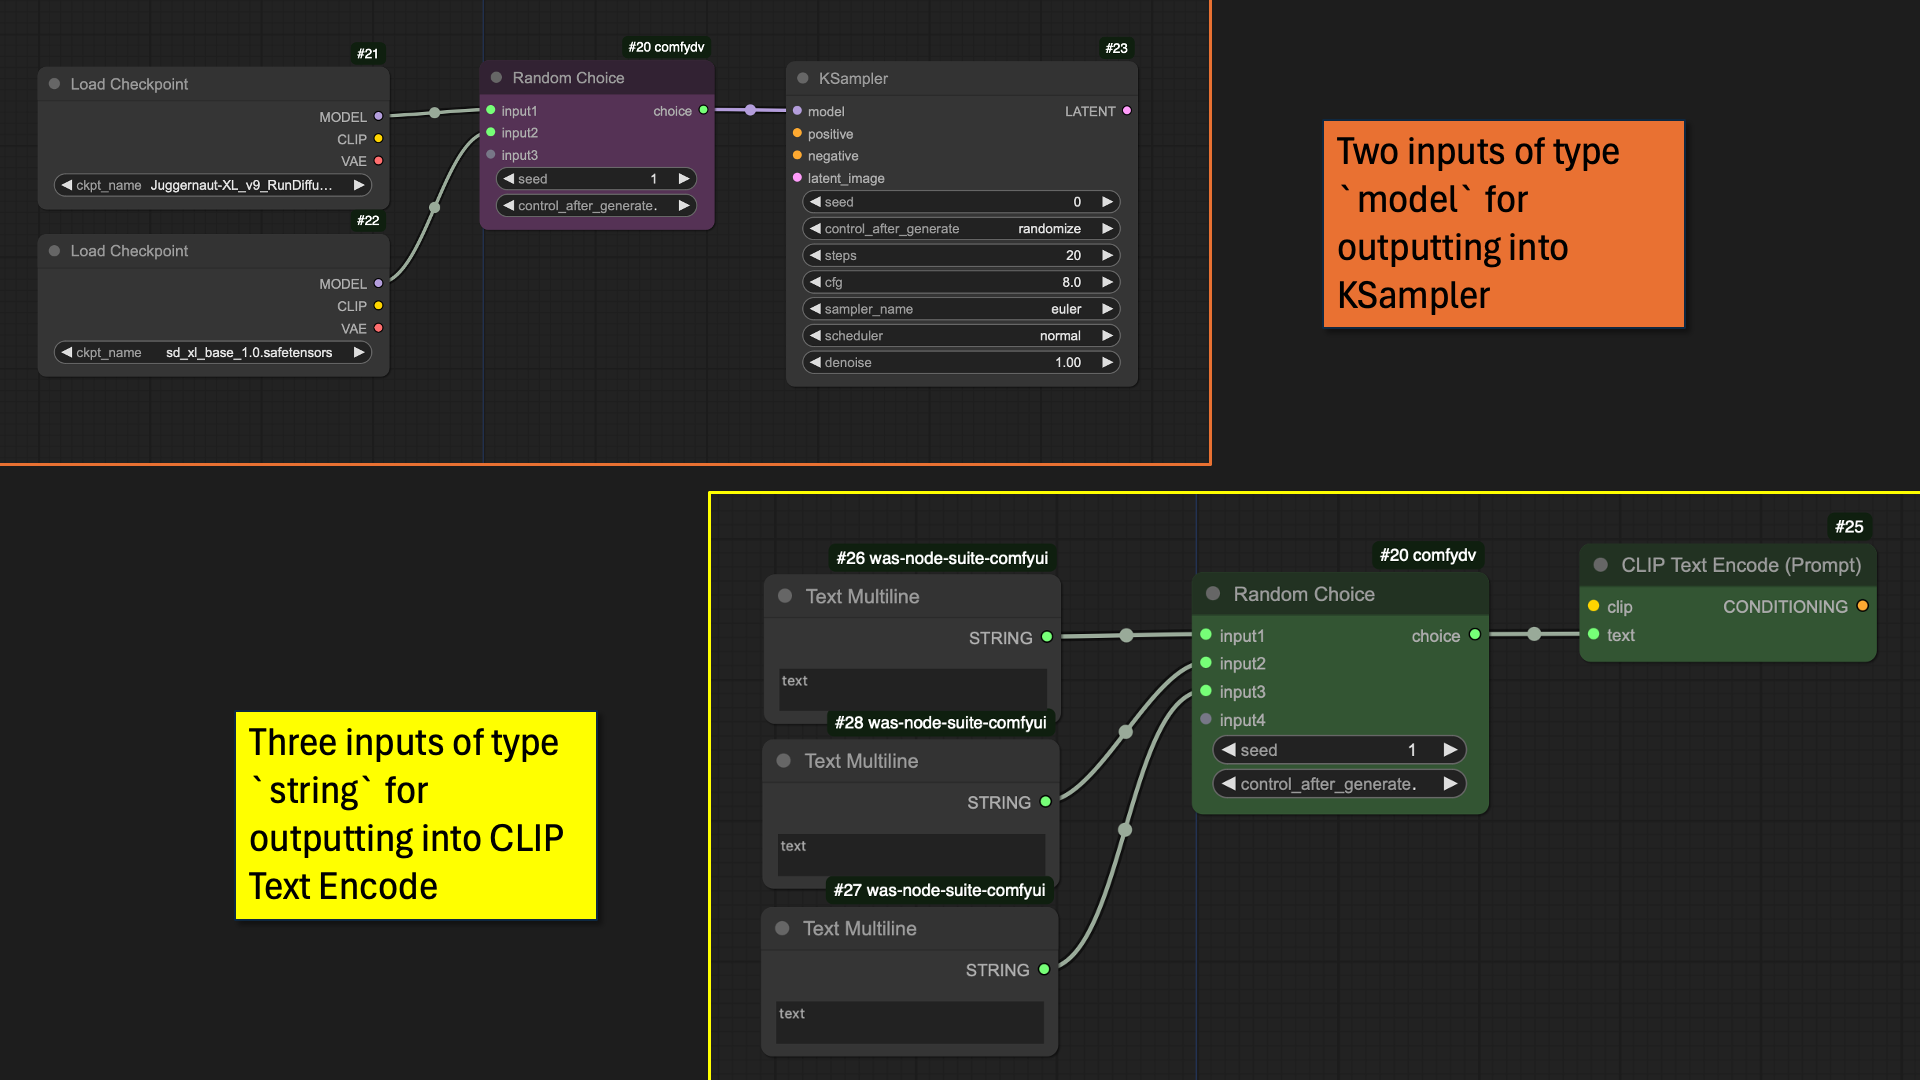 #21
Load Checkpoint
MODEL
CLIP
VAE
ckpt_name Juggernaut-XL_v9_RunDiffu...
#22
Load Checkpoint
MODEL
CLIP
VAE
ckpt_name sd_xl_base_1.0.safetensors
#20 comfydv
Random Choice
input1 choice
input2
input3
seed 1
control_after_generate.
#23
KSampler
model LATENT
positive
negative
latent_image
seed 0
control_after_generate randomize
steps 20
cfg 8.0
sampler_name euler
scheduler normal
denoise 1.00
Two inputs of type
`model` for
outputting into
KSampler
Three inputs of type
`string` for
outputting into CLIP
Text Encode
#26 was-node-suite-comfyui
Text Multiline
STRING
text
#28 was-node-suite-comfyui
Text Multiline
STRING
text
#27 was-node-suite-comfyui
Text Multiline
STRING
text
#20 comfydv
Random Choice
input1 choice
input2
input3
input4
seed 1
control_after_generate.
#25
CLIP Text Encode (Prompt)
clip CONDITIONING
text